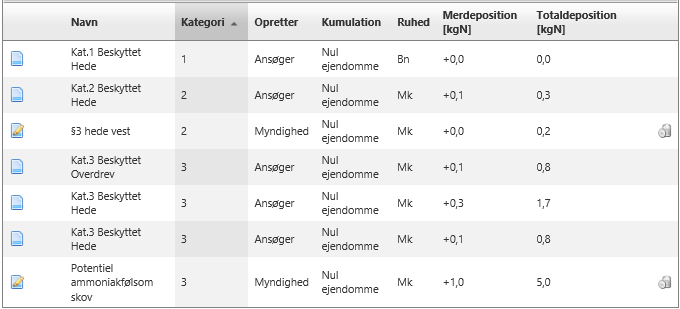 Navn Kategori Opretter Kumulation Ruhed Merdeposition [kgN] Totaldeposition [kgN]
Kat.1 Beskyttet Hede 1 Ansøger Nul ejendomme Bn +0,0 0,0
Kat.2 Beskyttet Hede 2 Ansøger Nul ejendomme Mk +0,1 0,3
§3 hede vest 2 Myndighed Nul ejendomme Mk +0,0 0,2
Kat.3 Beskyttet Overdrev 3 Ansøger Nul ejendomme Mk +0,1 0,8
Kat.3 Beskyttet Hede 3 Ansøger Nul ejendomme Mk +0,3 1,7
Kat.3 Beskyttet Hede 3 Ansøger Nul ejendomme Mk +0,1 0,8
Potentiel ammoniakfølsom skov 3 Myndighed Nul ejendomme Mk +1,0 5,0